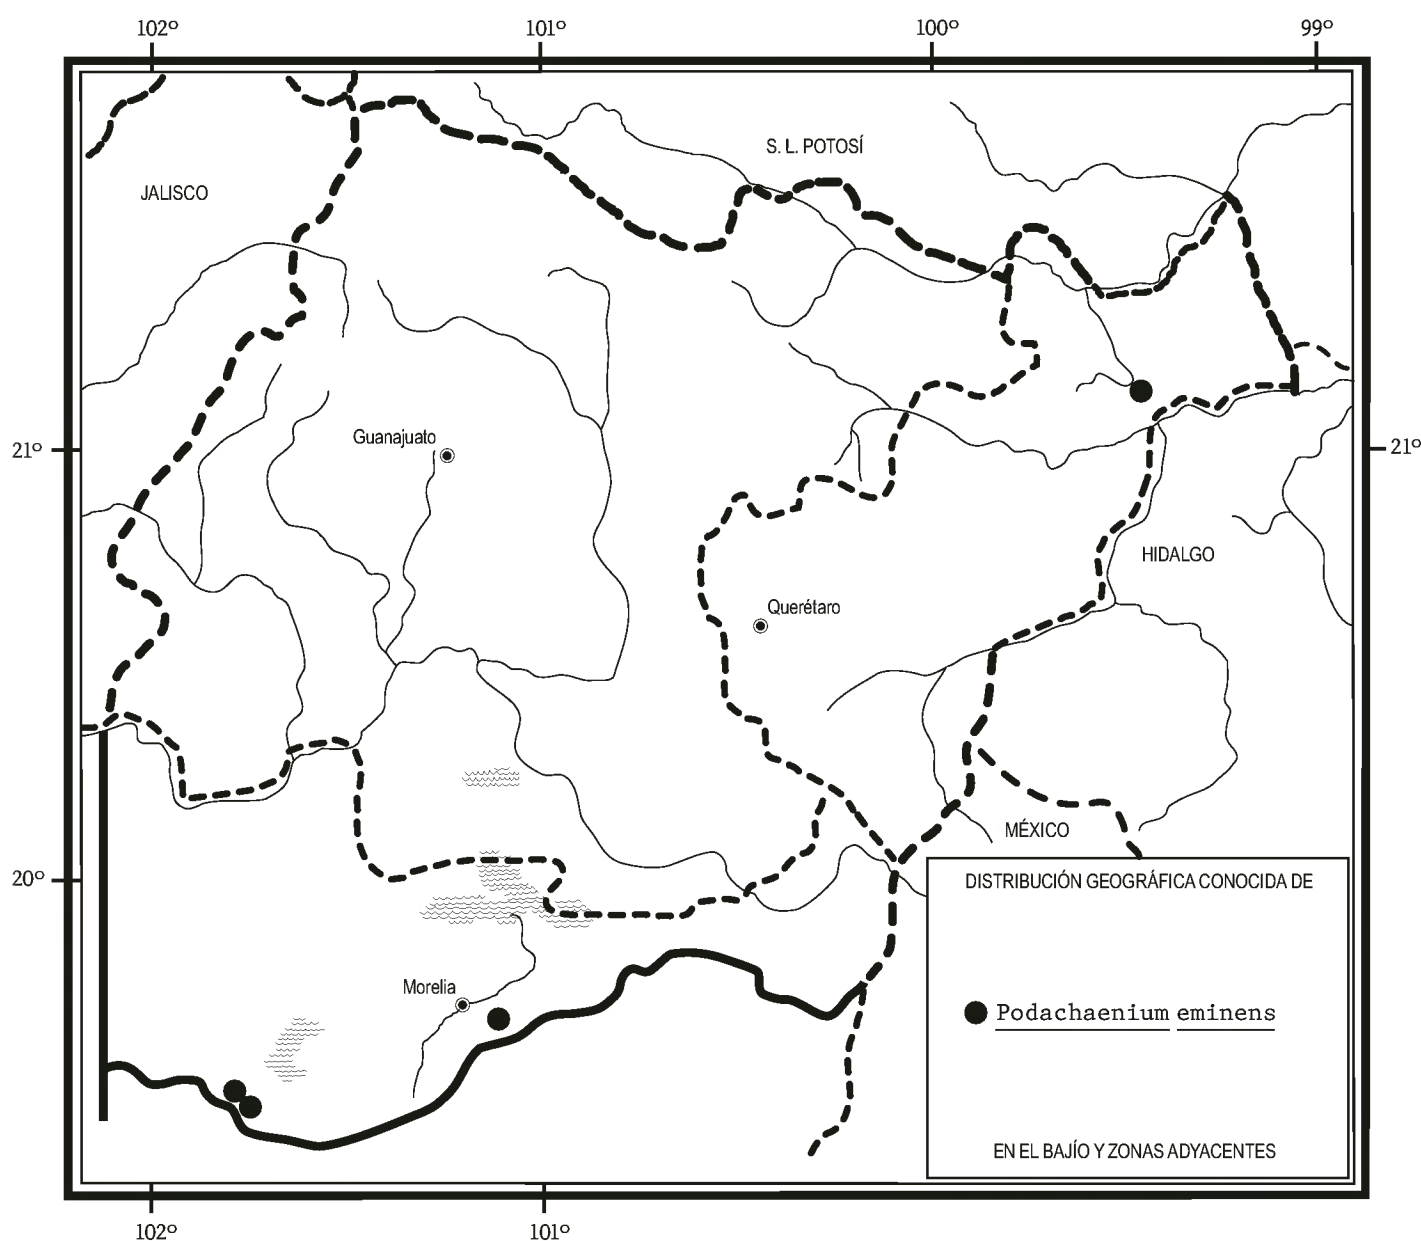 102º 101º 100º 99º
S. L. POTOSÍ
JALISCO
Guanajuato
21º 21º
HIDALGO
Querétaro
MÉXICO
20º
DISTRIBUCIÓN GEOGRÁFICA CONOCIDA DE
Morelia
Podachaenium eminens
EN EL BAJÍO Y ZONAS ADYACENTES
102º 101º